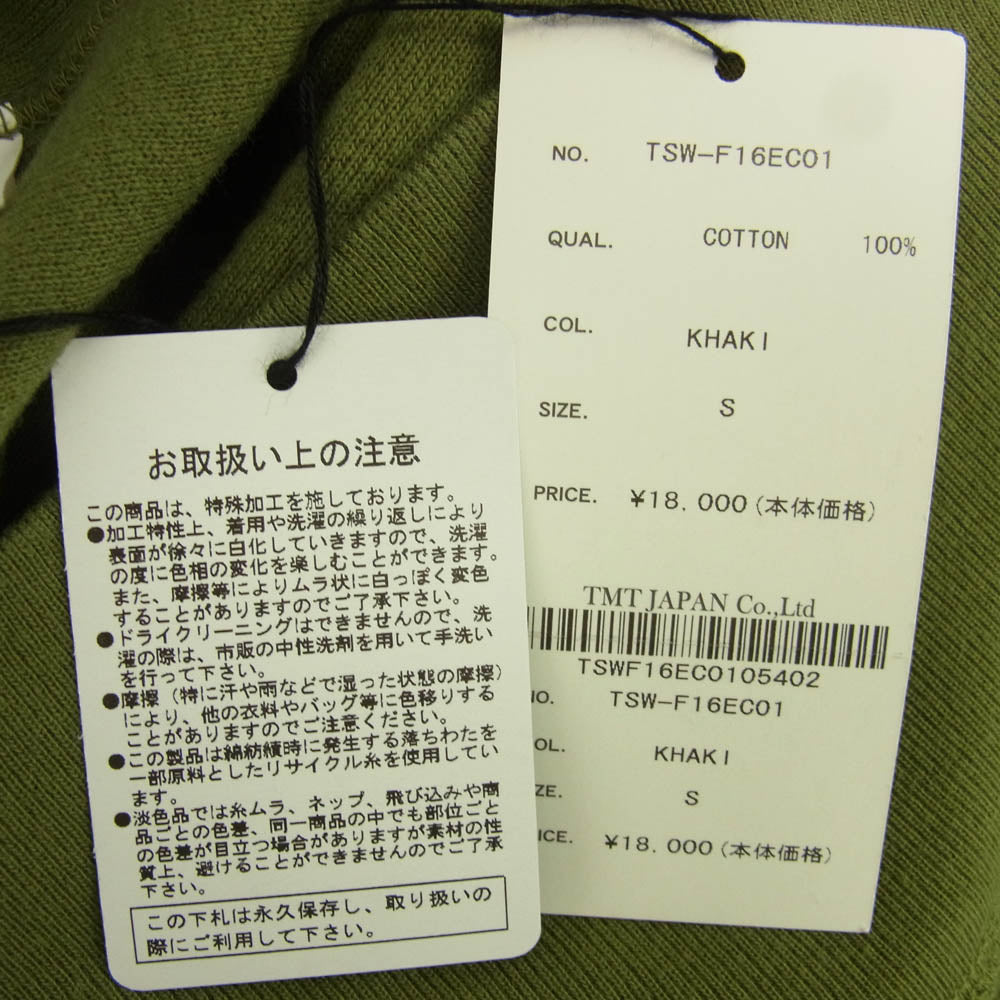 お取扱い上の注意
この商品は、特殊加工を施しております。
●加工特性上、着用や洗濯の繰り返しにより
表面が徐々に白化していきますので、洗濯
の度に色相の変化を楽しむことができます。
また、摩擦等によりムラ状に白っぽく変色
することがありますのでご了承下さい。
●ドライクリーニングはできませんので、洗
濯の際は、市販の中性洗剤を用いて手洗い
を行って下さい。
●摩擦（特に汗や雨などで湿った状態の摩擦）
により、他の衣料やバッグ等に色移りする
ことがありますのでご注意ください。
●この製品は綿紡績時に発生する落ちわたを
一部原料としたリサイクル糸を使用してい
ます。
●淡色品では糸ムラ、ネップ、飛び込みや商
品ごとの色差、同一商品の中でも部位ごと
の色差が目立つ場合がありますが素材の性
質上、避けることができませんのでご了承
下さい。
この下札は永久保存し、取り扱いの
際にご利用して下さい。
NO. TSW-F16EC01
QUAL. COTTON 100%
COL. KHAKI
SIZE. S
PRICE. ¥18,000(本体価格)
TMT JAPAN Co.,Ltd
TSWF16EC0105402
NO. TSW-F16EC01
OL. KHAKI
ZE. S
ICE. ¥18,000(本体価格)